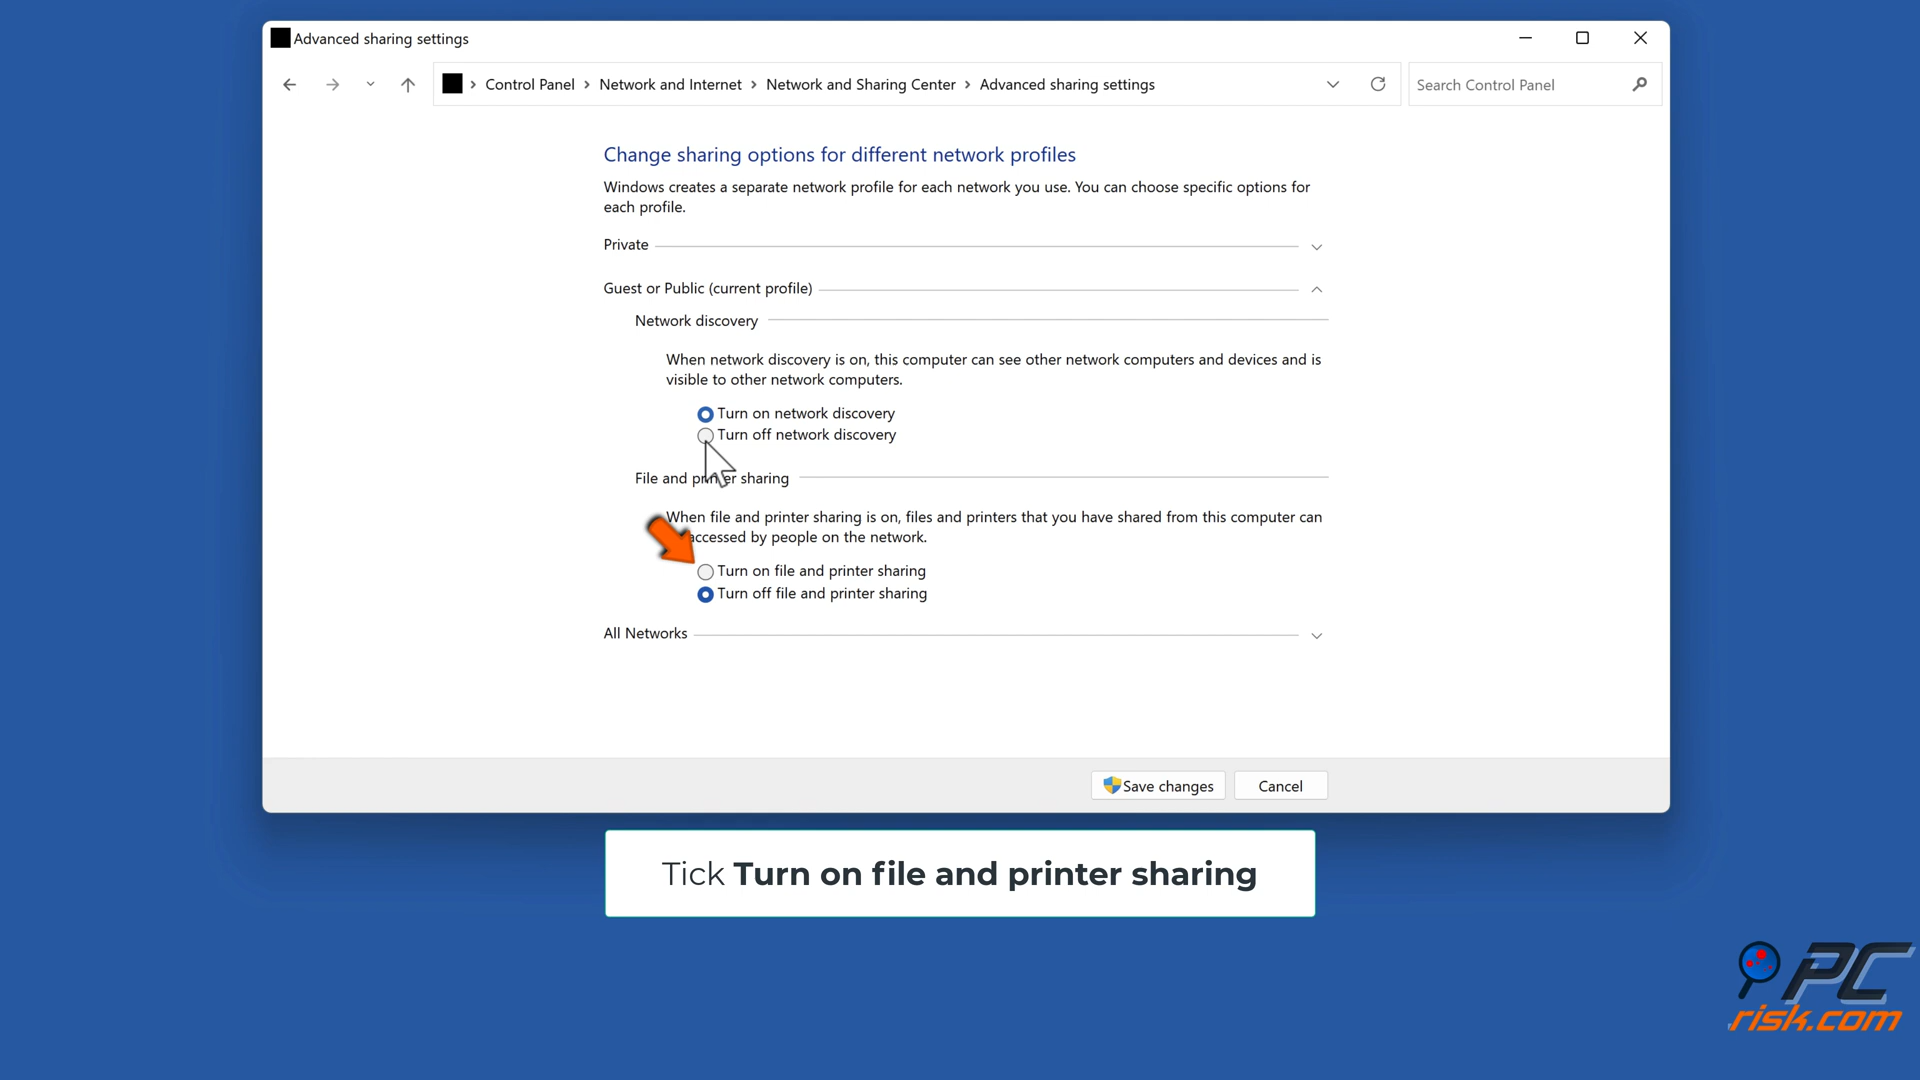 Advanced sharing settings
Control Panel > Network and Internet > Network and Sharing Center > Advanced sharing settings
Search Control Panel
Change sharing options for different network profiles
Windows creates a separate network profile for each network you use. You can choose specific options for
each profile.
Private
Guest or Public (current profile)
Network discovery
When network discovery is on, this computer can see other network computers and devices and is
visible to other network computers.
Turn on network discovery
Turn off network discovery
File and printer sharing
When file and printer sharing is on, files and printers that you have shared from this computer can
accessed by people on the network.
Turn on file and printer sharing
Turn off file and printer sharing
All Networks
Save changes
Cancel
Tick Turn on file and printer sharing
PC
risk.com